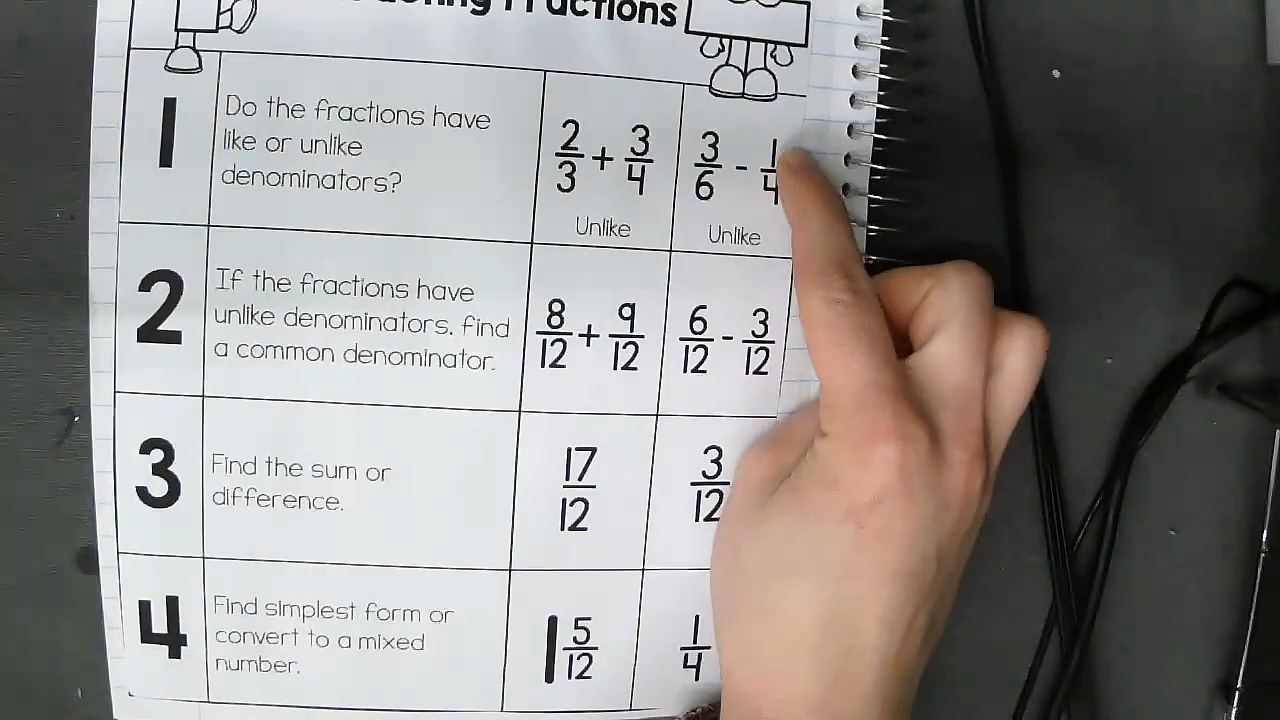 Fractions
1
Do the fractions have
like or unlike
denominators?
2/3 + 3/4
Unlike
3/6 - 1/4
Unlike
2
If the fractions have
unlike denominators, find
a common denominator.
8/12 + 9/12
6/12 - 3/12
3
Find the sum or
difference.
17/12
3/12
4
Find simplest form or
convert to a mixed
number.
1 5/12
1/4